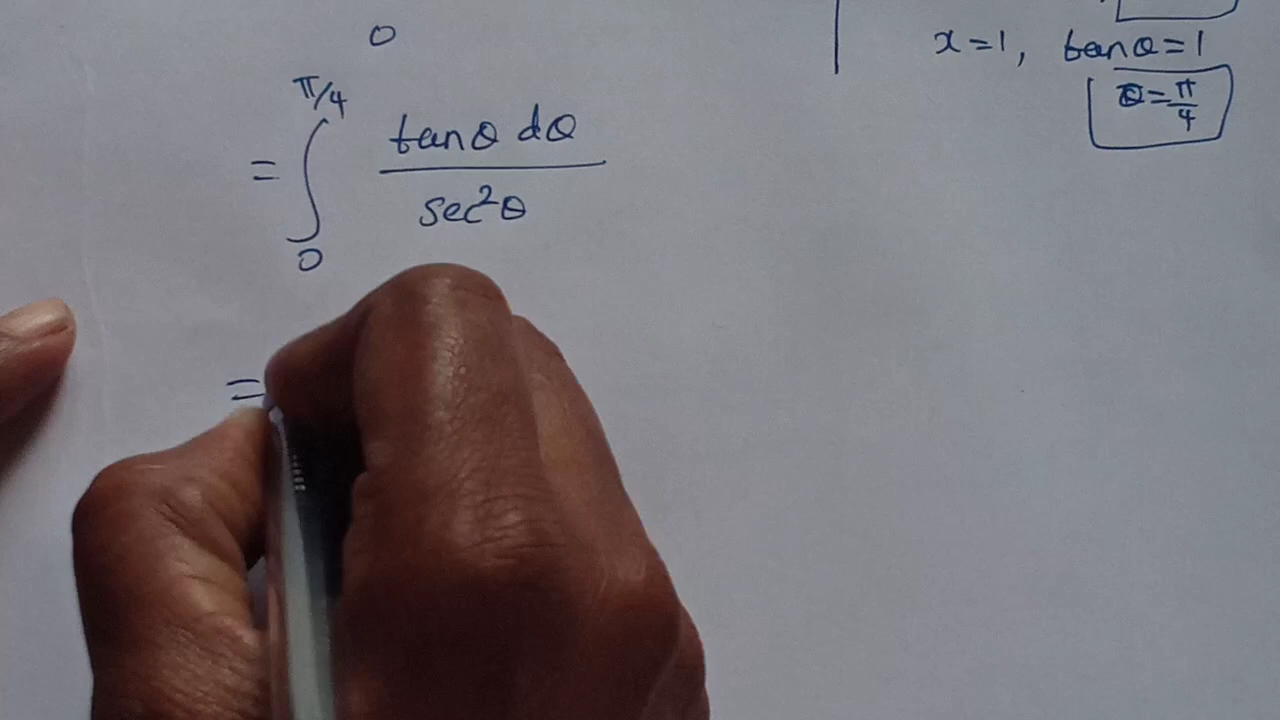 0
π/4
= ∫ tanθ dθ
sec²θ
0
=
x=1, tanθ=1
θ=π/4